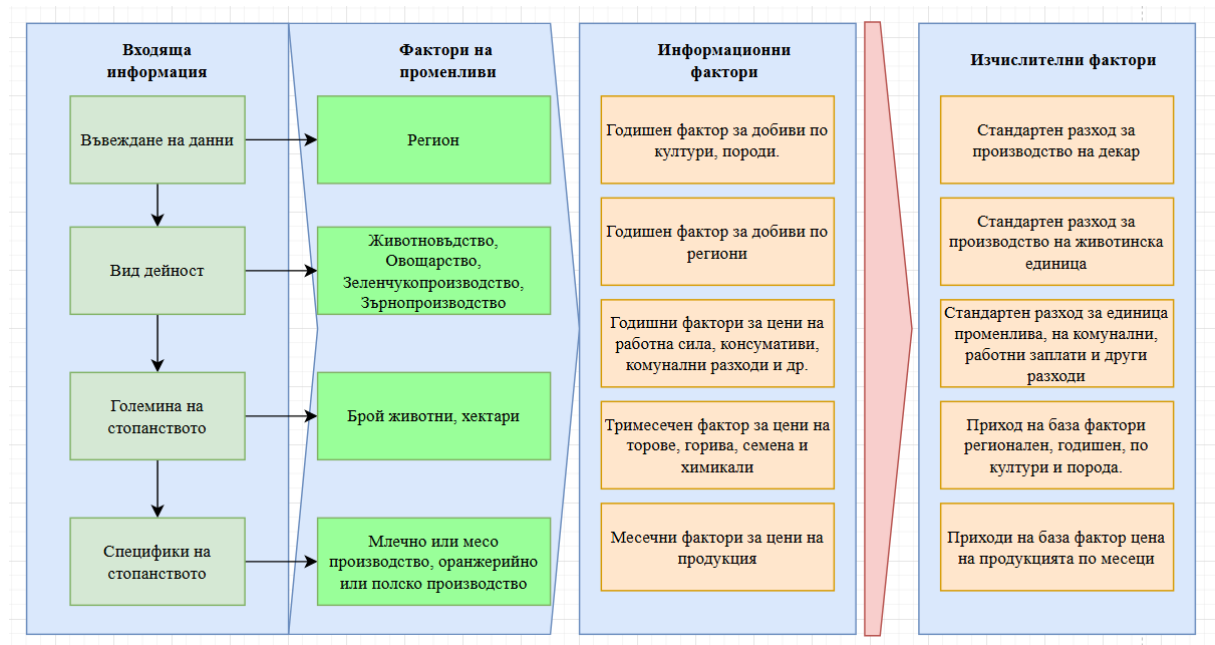 Входяща
информация
Въвеждане на данни
Вид дейност
Големина на
стопанството
Специфики на
стопанството
Фактори на
променливи
Регион
Животновъдство,
Овощарство,
Зеленчукопроизводство,
Зърнопроизводство
Брой животни, хектари
Млечно или месо
производство, оранжерийно
или полско производство
Информационни
фактори
Годишен фактор за добиви по
култури, породи.
Годишен фактор за добиви по
региони
Годишни фактори за цени на
работна сила, консумативи,
комунални разходи и др.
Тримесечен фактор за цени на
торове, горива, семена и
химикали
Месечни фактори за цени на
продукция
Изчислителни фактори
Стандартен разход за
производство на декар
Стандартен разход за
производство на животинска
единица
Стандартен разход за единица
променлива, на комунални,
работни заплати и други
разходи
Приход на база фактори
регионален, годишен, по
култури и порода.
Приходи на база фактор цена
на продукцията по месеци